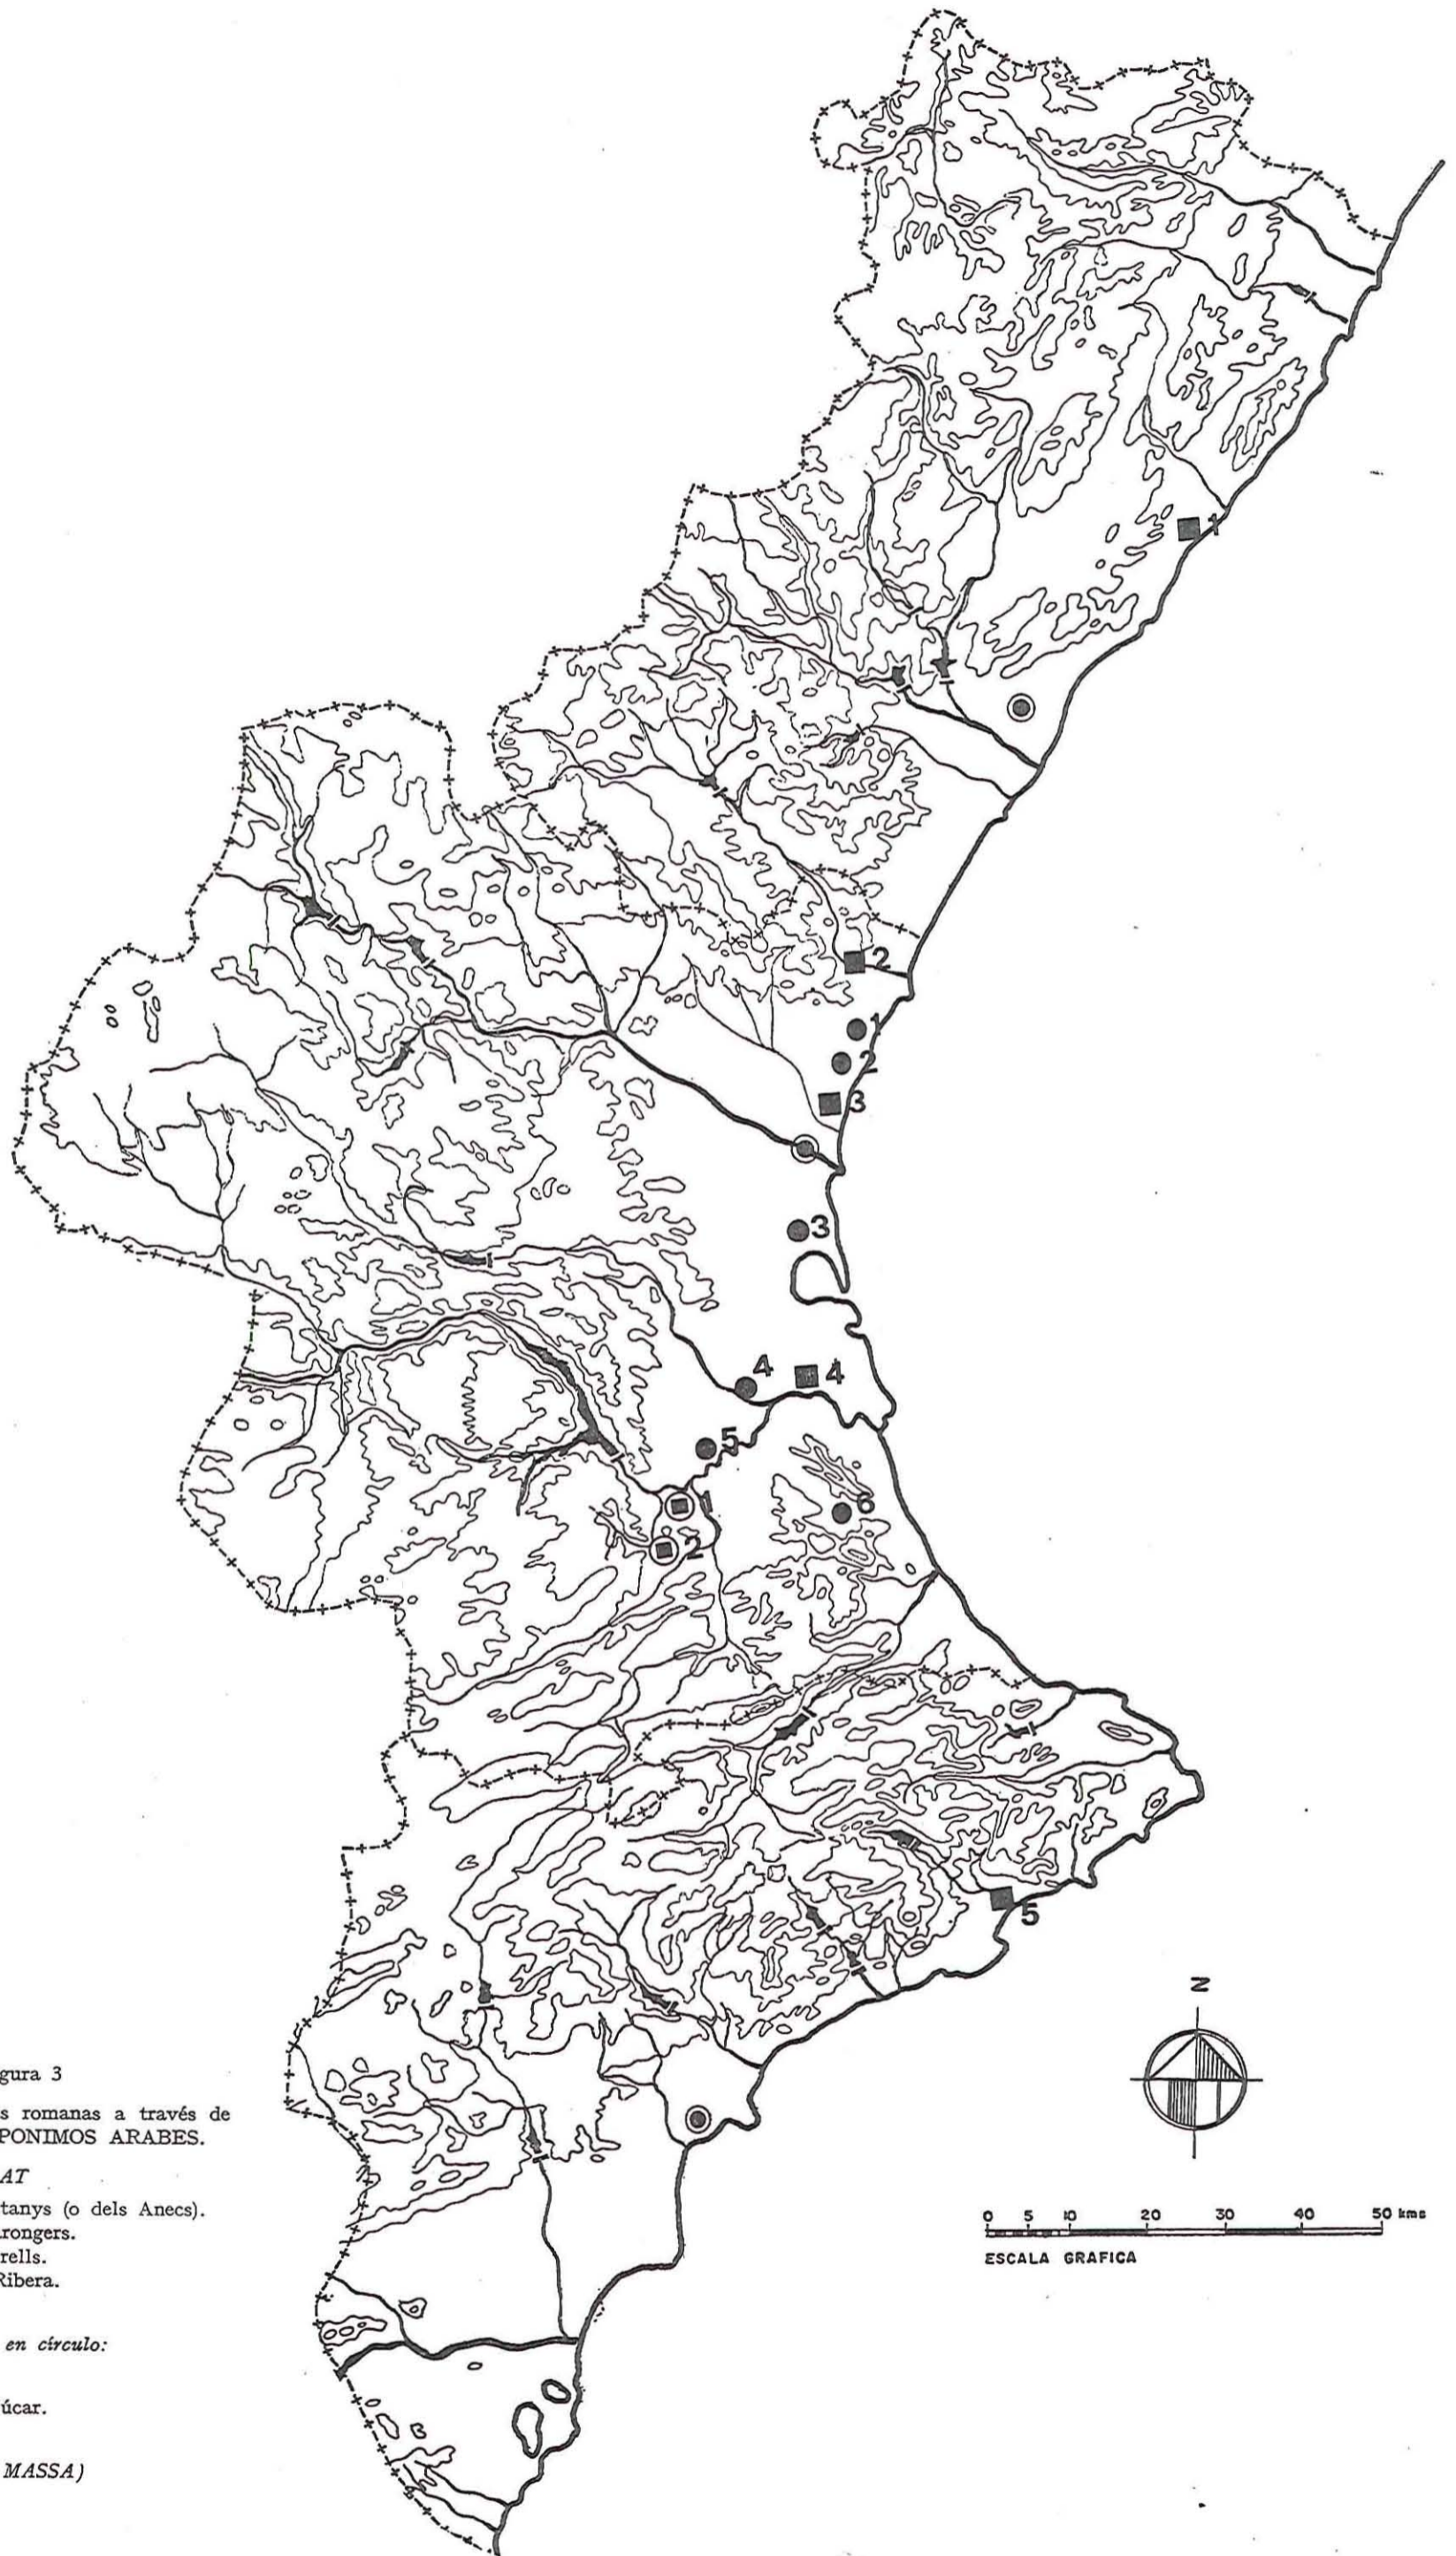 1
2
1
2
3
3
4
4
5
1
6
2
5
N
gura 3
s romanas a través de
PONIMOS ARABES.
AT
tanys (o dels Anecs).
rongers.
rells.
Ribera.
en círculo:
úcar.
MASSA)
0 5 10 20 30 40 50 kms
ESCALA GRAFICA